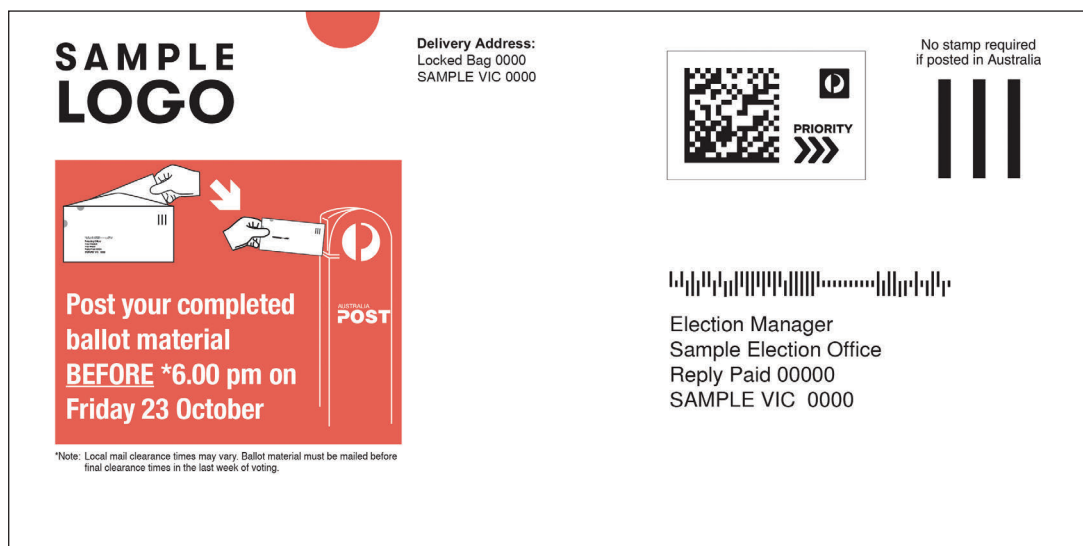 SAMPLE
LOGO
Delivery Address:
Locked Bag 0000
SAMPLE VIC 0000
PRIORITY
No stamp required
if posted in Australia
Post your completed
ballot material
BEFORE *6.00 pm on
Friday 23 October
AUSTRALIA
POST
*Note: Local mail clearance times may vary. Ballot material must be mailed before
final clearance times in the last week of voting.
Election Manager
Sample Election Office
Reply Paid 00000
SAMPLE VIC 0000